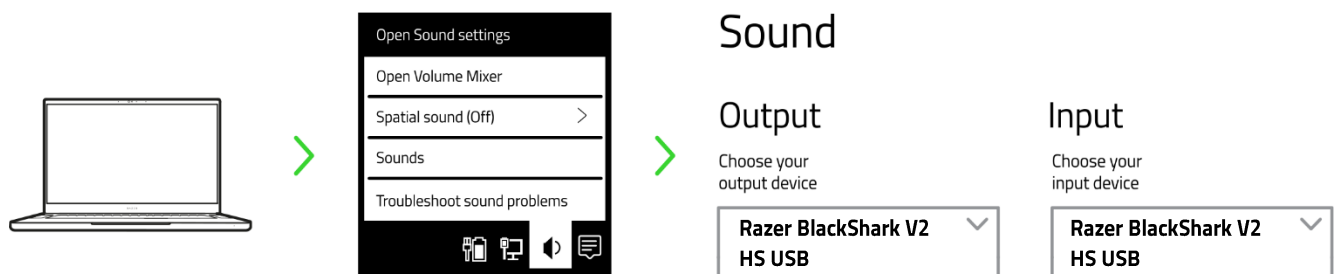 Open Sound settings
Open Volume Mixer
Spatial sound (Off)
Sounds
Troubleshoot sound problems
Sound
Output
Choose your
output device
Razer BlackShark V2
HS USB
Input
Choose your
input device
Razer BlackShark V2
HS USB